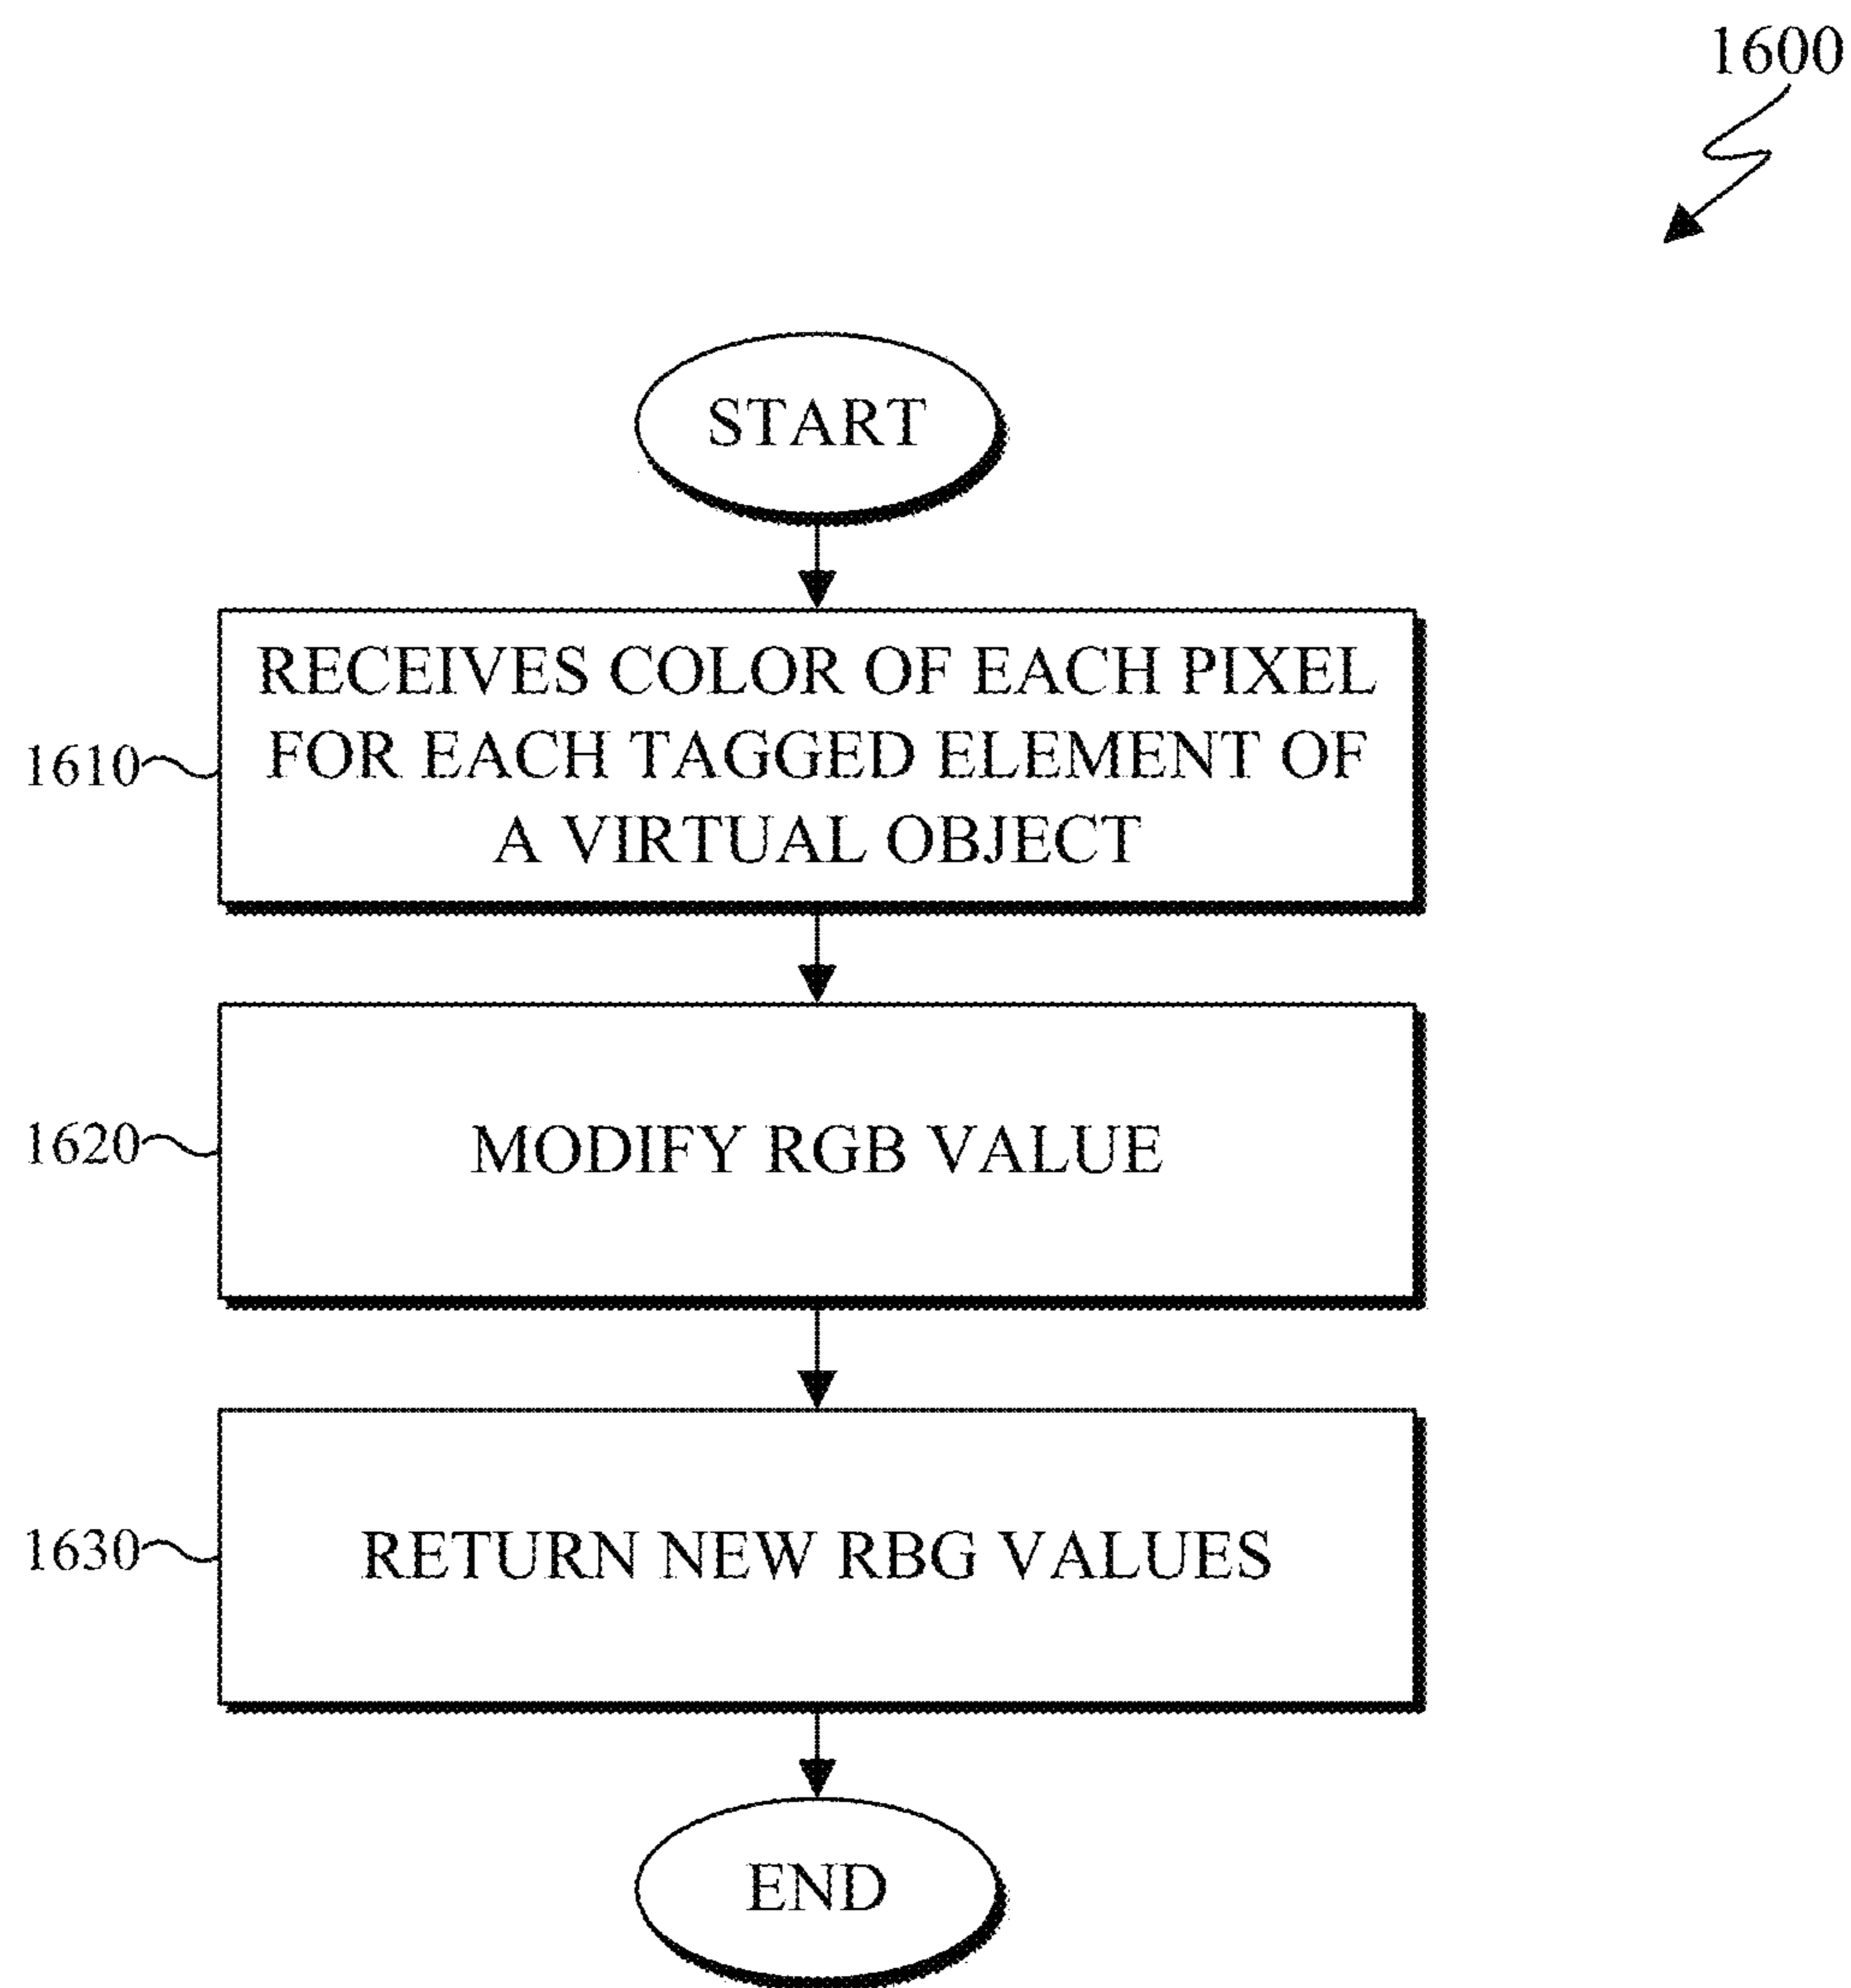 1600
START
RECEIVES COLOR OF EACH PIXEL
FOR EACH TAGGED ELEMENT OF
A VIRTUAL OBJECT
1610
MODIFY RGB VALUE
1620
RETURN NEW RBG VALUES
1630
END